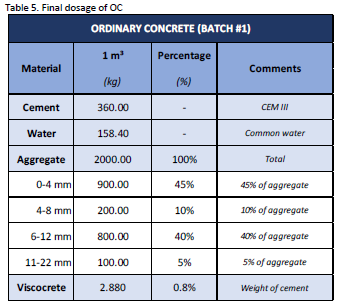 Table 5. Final dosage of OC
ORDINARY CONCRETE (BATCH #1)
Material 1 m³ (kg) Percentage (%) Comments
Cement 360.00 - CEM III
Water 158.40 - Common water
Aggregate 2000.00 100% Total
0-4 mm 900.00 45% 45% of aggregate
4-8 mm 200.00 10% 10% of aggregate
6-12 mm 800.00 40% 40% of aggregate
11-22 mm 100.00 5% 5% of aggregate
Viscocrete 2.880 0.8% Weight of cement